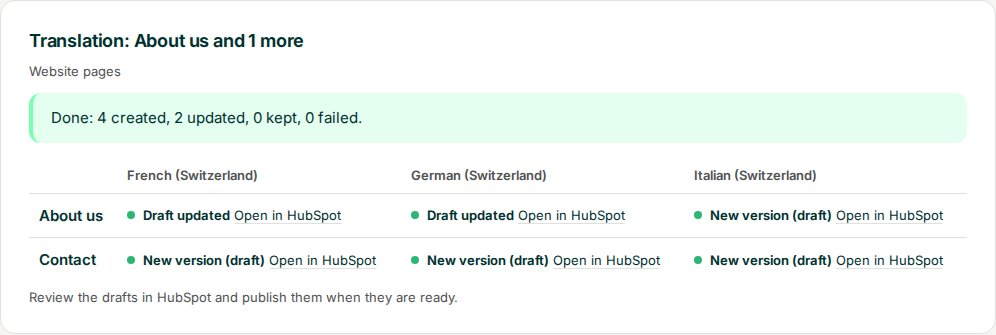 Translation: About us and 1 more
Website pages
Done: 4 created, 2 updated, 0 kept, 0 failed.
French (Switzerland) German (Switzerland) Italian (Switzerland)
About us Draft updated Open in HubSpot Draft updated Open in HubSpot New version (draft) Open in HubSpot
Contact New version (draft) Open in HubSpot New version (draft) Open in HubSpot New version (draft) Open in HubSpot
Review the drafts in HubSpot and publish them when they are ready.